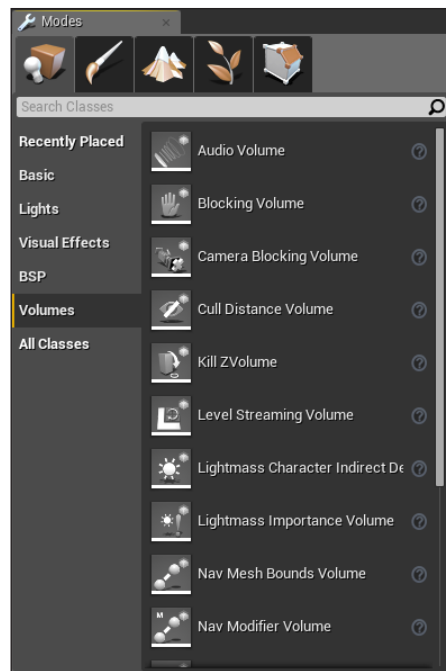 Modes
Search Classes
Recently Placed
Basic
Lights
Visual Effects
BSP
Volumes
All Classes
Audio Volume
Blocking Volume
Camera Blocking Volume
Cull Distance Volume
Kill ZVolume
Level Streaming Volume
Lightmass Character Indirect De
Lightmass Importance Volume
Nav Mesh Bounds Volume
M
Nav Modifier Volume